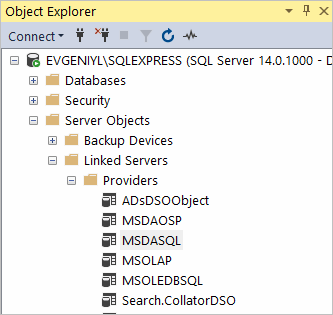 Object Explorer
Connect
EVGENIYL\SQLEXPRESS (SQL Server 14.0.1000 - D
Databases
Security
Server Objects
Backup Devices
Linked Servers
Providers
ADsDSOObject
MSDAOSP
MSDASQL
MSOLAP
MSOLEDBSQL
Search.CollatorDSO